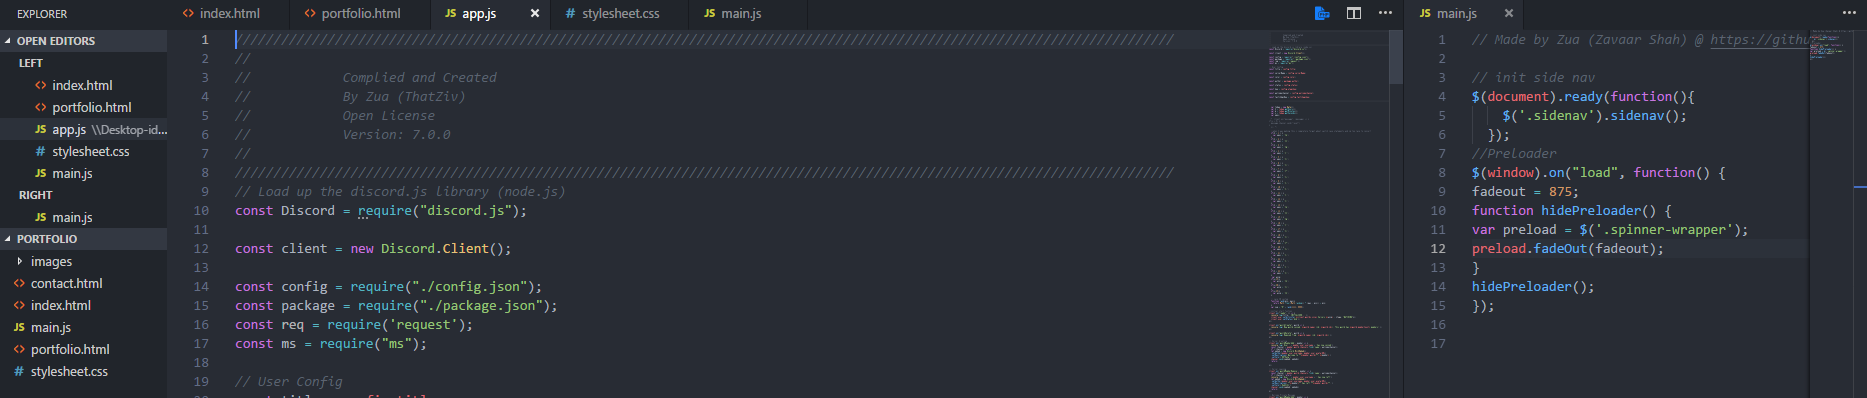 EXPLORER
OPEN EDITORS
LEFT
<> index.html
<> portfolio.html
JS app.js \\Desktop-id...
# stylesheet.css
JS main.js
RIGHT
JS main.js
PORTFOLIO
images
<> contact.html
<> index.html
JS main.js
<> portfolio.html
# stylesheet.css
<> index.html <> portfolio.html JS app.js × # stylesheet.css JS main.js
1
2 //
3 // Complied and Created
4 // By Zua (ThatZiv)
5 // Open License
6 // Version: 7.0.0
7 //
8
9 // Load up the discord.js library (node.js)
10 const Discord = require("discord.js");
11
12 const client = new Discord.Client();
13
14 const config = require("./config.json");
15 const package = require("./package.json");
16 const req = require('request');
17 const ms = require("ms");
18
19 // User Config
JS main.js ×
1 // Made by Zua (Zavaar Shah) @ https://githu
2
3 // init side nav
4 $(document).ready(function(){
5 $('.sidenav').sidenav();
6 });
7 //Preloader
8 $(window).on("load", function() {
9 fadeout = 875;
10 function hidePreloader() {
11 var preload = $('.spinner-wrapper');
12 preload.fadeOut(fadeout);
13 }
14 hidePreloader();
15 });
16
17